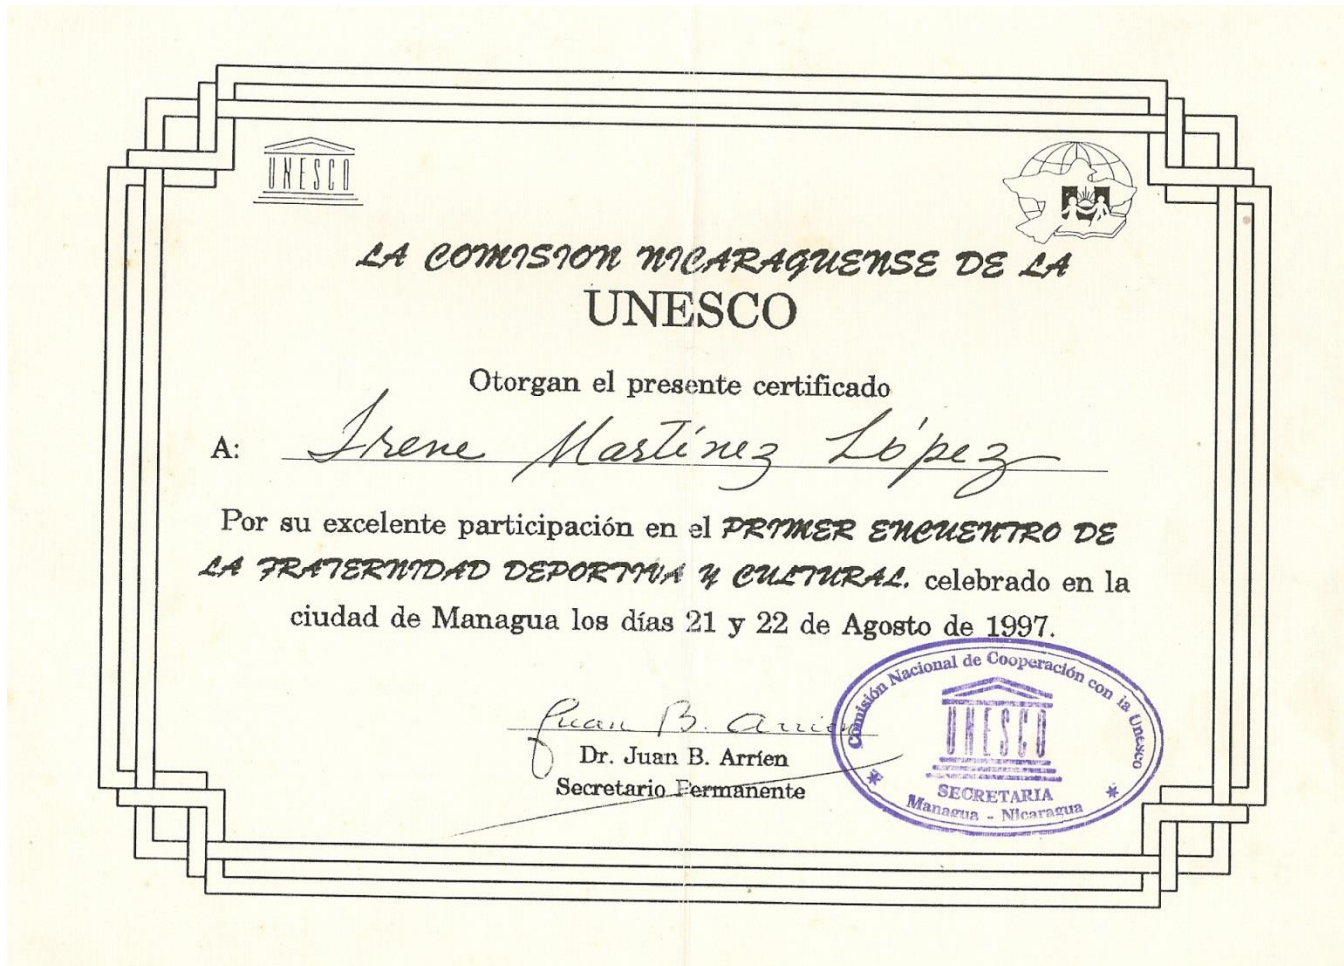 UNESCO
LA COMISION NICARAGUENSE DE LA
UNESCO
Otorgan el presente certificado
A: Irene Martínez López
Por su excelente participación en el PRIMER ENCUENTRO DE
LA FRATERNIDAD DEPORTIVA Y CULTURAL, celebrado en la
ciudad de Managua los días 21 y 22 de Agosto de 1997.
Juan B. Arrien
Dr. Juan B. Arríen
Secretario Permanente
Comisión Nacional de Cooperación con la Unesco
UNESCO
SECRETARIA
Managua - Nicaragua